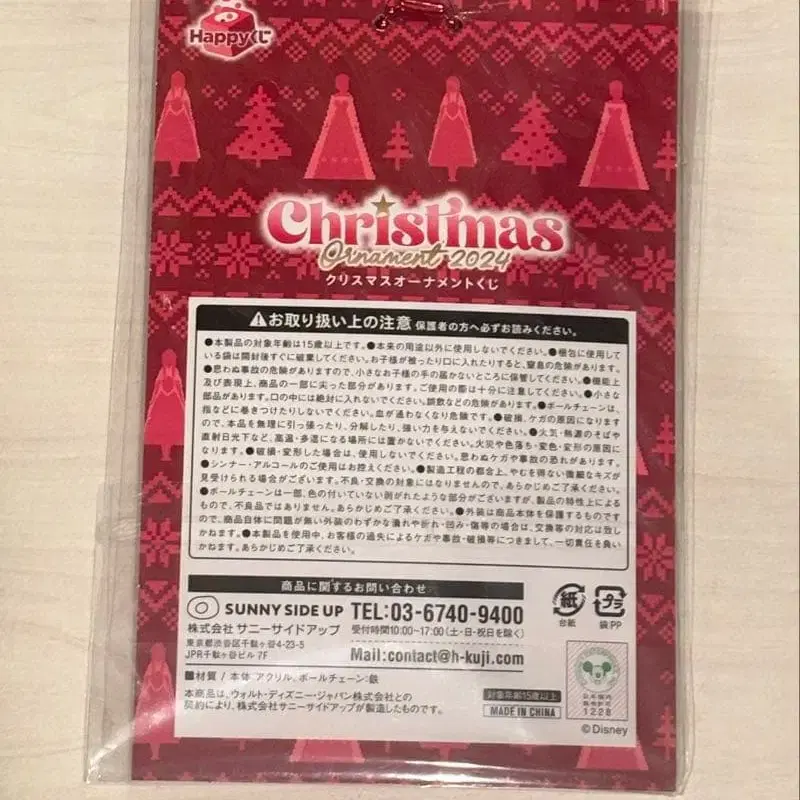 Happyくじ
Christmas
Ornament 2024
クリスマスオーナメントくじ
⚠お取り扱い上の注意 保護者の方へ必ずお読みください。
●本製品の対象年齢は15歳以上です。●本来の用途以外に使用しないでください。●梱包に使用して
いる袋は開封後すぐに破棄してください。お子様が被ったり口に入れたりすると、窒息の危険があります。
●思わぬ事故の危険がありますので、小さなお子様の手の届かないところに保管してください。●機能上
及び表現上、商品の一部に尖った部分があります。ご使用の際は十分に注意してください。●小さな
部品があります。口の中には絶対に入れないでください。誤飲などの危険があります。●ボールチェーンは、
指などに巻きつけたりしないでください。血が通わなくなり危険です。●破損、ケガの原因になります
ので、本品を無理に引っ張ったり、分解したり、強い力を与えないでください。●火気・熱源のそばや
直射日光下など、高温・多湿になる場所には置かないでください。火災や色落ち・変色・変形の原因に
なります。●破損・変形した場合は、使用しないでください。思わぬケガや事故の恐れがあります。
●シンナー・アルコールのご使用はお控えください。●製造工程の都合上、やむを得ない微細なキズが
見受けられる場合がございます。不良・交換の対象にはなりませんので、あらかじめご了承ください。
●ボールチェーンは一部、色の付いていない剥がれたような部分がございますが、製品の特性上による
もので、不良品ではありません。あらかじめご了承ください。●外装は商品本体を保護するものです
ので、商品自体に問題が無い外装のわずかな潰れや折れ・凹み・傷等の場合は、交換等の対応は致し
かねます。●本製品を使用中、お客様の過失によるケガや事故・破損等につきまして、一切責任を負い
かねます。あらかじめご了承ください。
商品に関するお問い合わせ
SUNNY SIDE UP
株式会社 サニーサイドアップ
東京都渋谷区千駄ヶ谷4-23-5
JPR千駄ヶ谷ビル 7F
TEL:03-6740-9400
受付時間10:00~17:00(土・日・祝日を除く)
Mail:contact@h-kuji.com
紙
台紙
プラ
袋:PP
■材質 / 本体:アクリル、ボールチェーン:鉄
本商品は、ウォルト・ディズニー・ジャパン株式会社との
契約により、株式会社サニーサイドアップが製造したものです。
対象年齢15歳以上
MADE IN CHINA
1228
©Disney